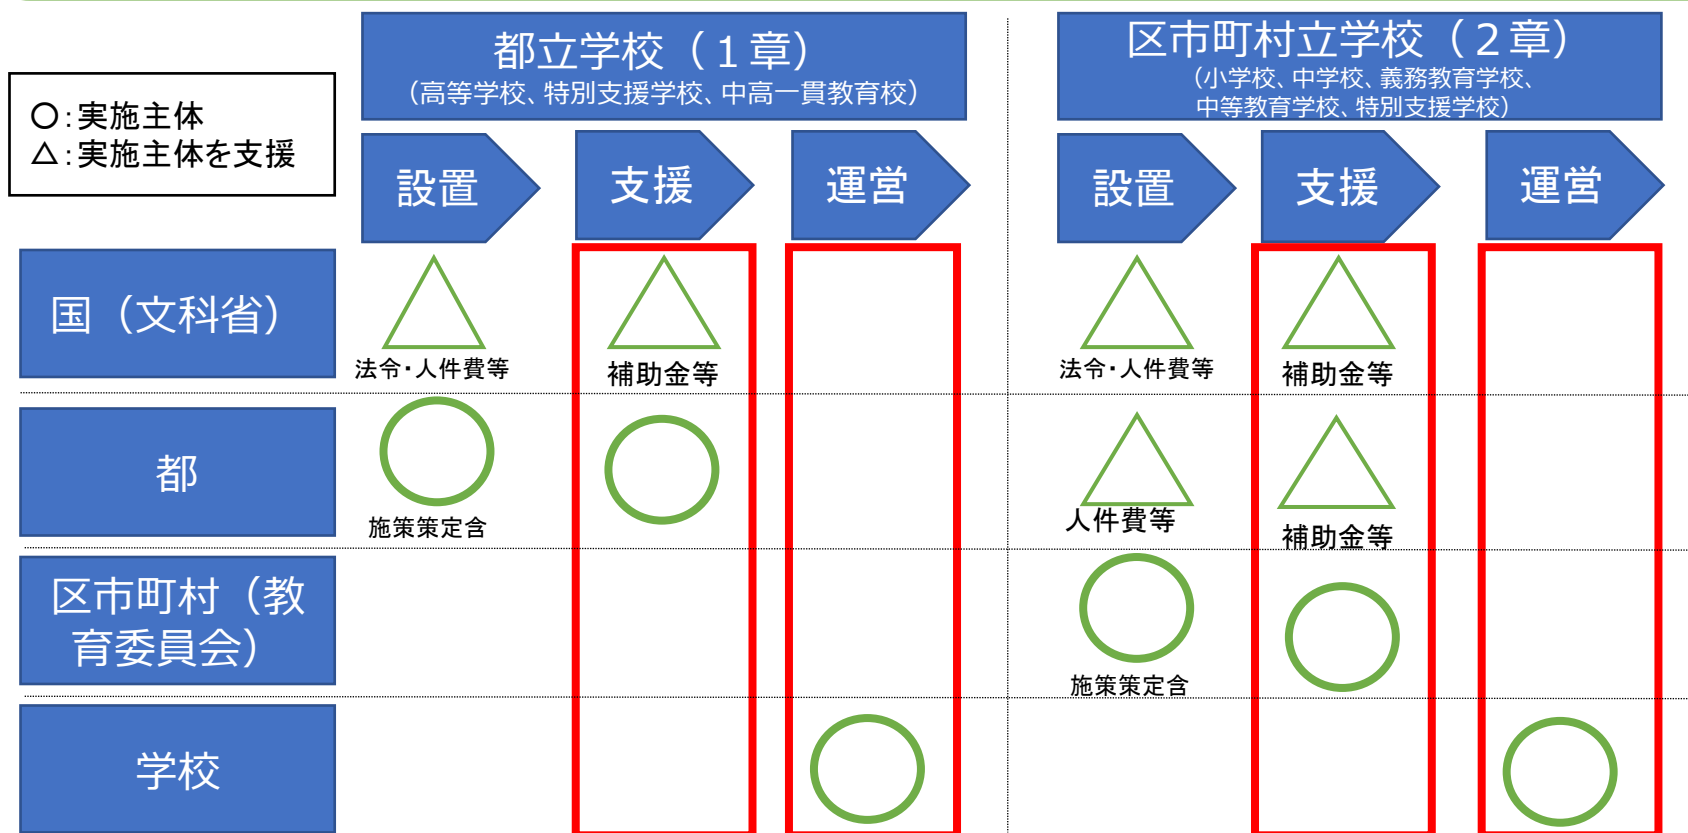 都立学校（１章）
（高等学校、特別支援学校、中高一貫教育校）
区市町村立学校（２章）
（小学校、中学校、義務教育学校、
中等教育学校、特別支援学校）
○：実施主体
△：実施主体を支援
設置
支援
運営
設置
支援
運営
国（文科省）
法令・人件費等
補助金等
法令・人件費等
補助金等
都
施策策定含
人件費等
補助金等
区市町村（教
育委員会）
施策策定含
学校